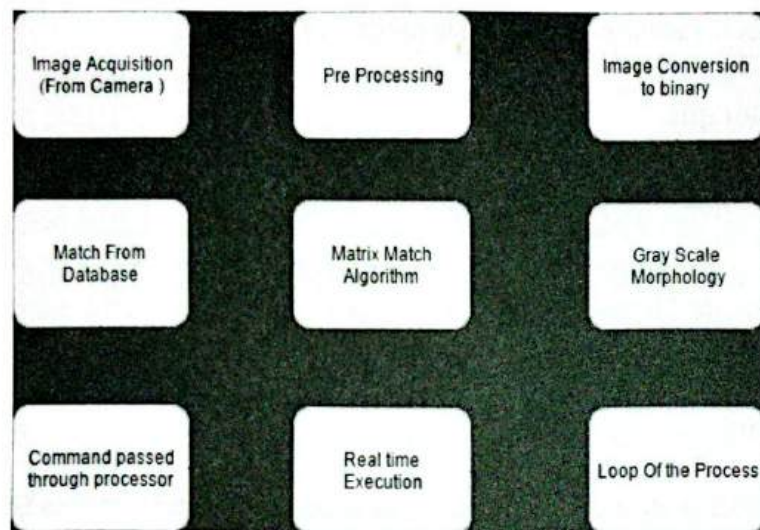 Image Acquisition
(From Camera )
Pre Processing
Image Conversion
to binary
Match From
Database
Matrix Match
Algorithm
Gray Scale
Morphology
Command passed
through processor
Real time
Execution
Loop Of the Process